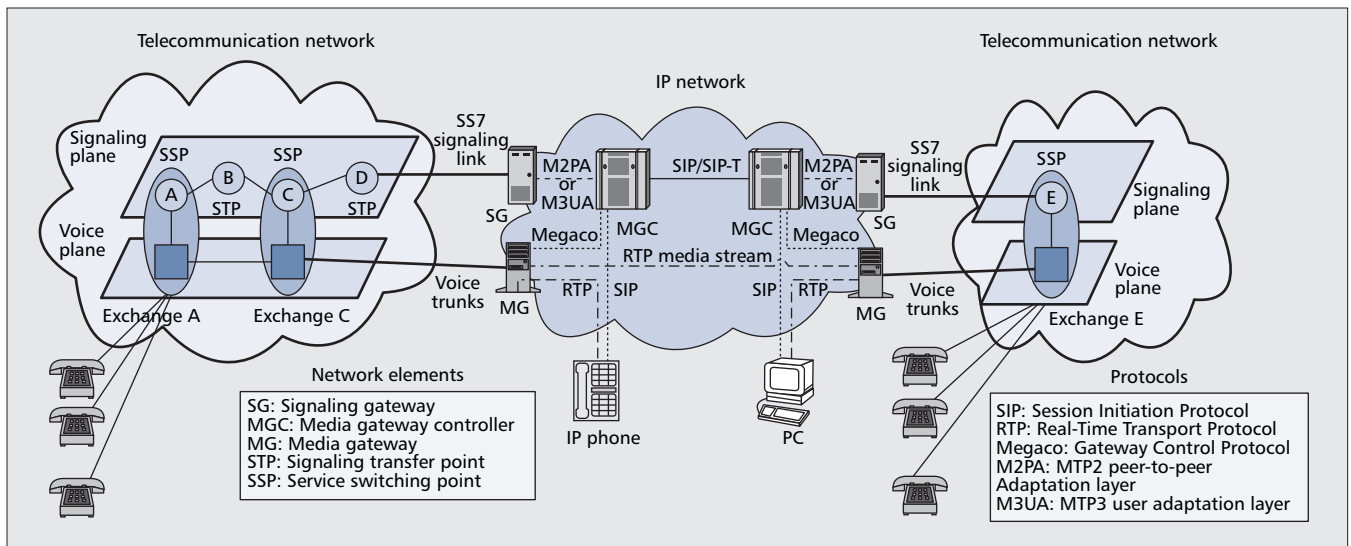 Telecommunication network
Telecommunication network
IP network
Signaling
plane
SSP
SSP
A
B
C
D
STP
STP
Voice
plane
Exchange A
Exchange C
SS7
signaling
link
SG
M2PA
or
M3UA
MGC
SIP/SIP-T
MGC
M2PA
or
M3UA
SG
SS7
signaling
link
SSP
E
Signaling
plane
Megaco
Megaco
RTP media stream
Voice
trunks
MG
RTP
SIP
SIP
RTP
MG
Voice
trunks
Voice
plane
Exchange E
IP phone
PC
Network elements
SG: Signaling gateway
MGC: Media gateway controller
MG: Media gateway
STP: Signaling transfer point
SSP: Service switching point
Protocols
SIP: Session Initiation Protocol
RTP: Real-Time Transport Protocol
Megaco: Gateway Control Protocol
M2PA: MTP2 peer-to-peer
Adaptation layer
M3UA: MTP3 user adaptation layer